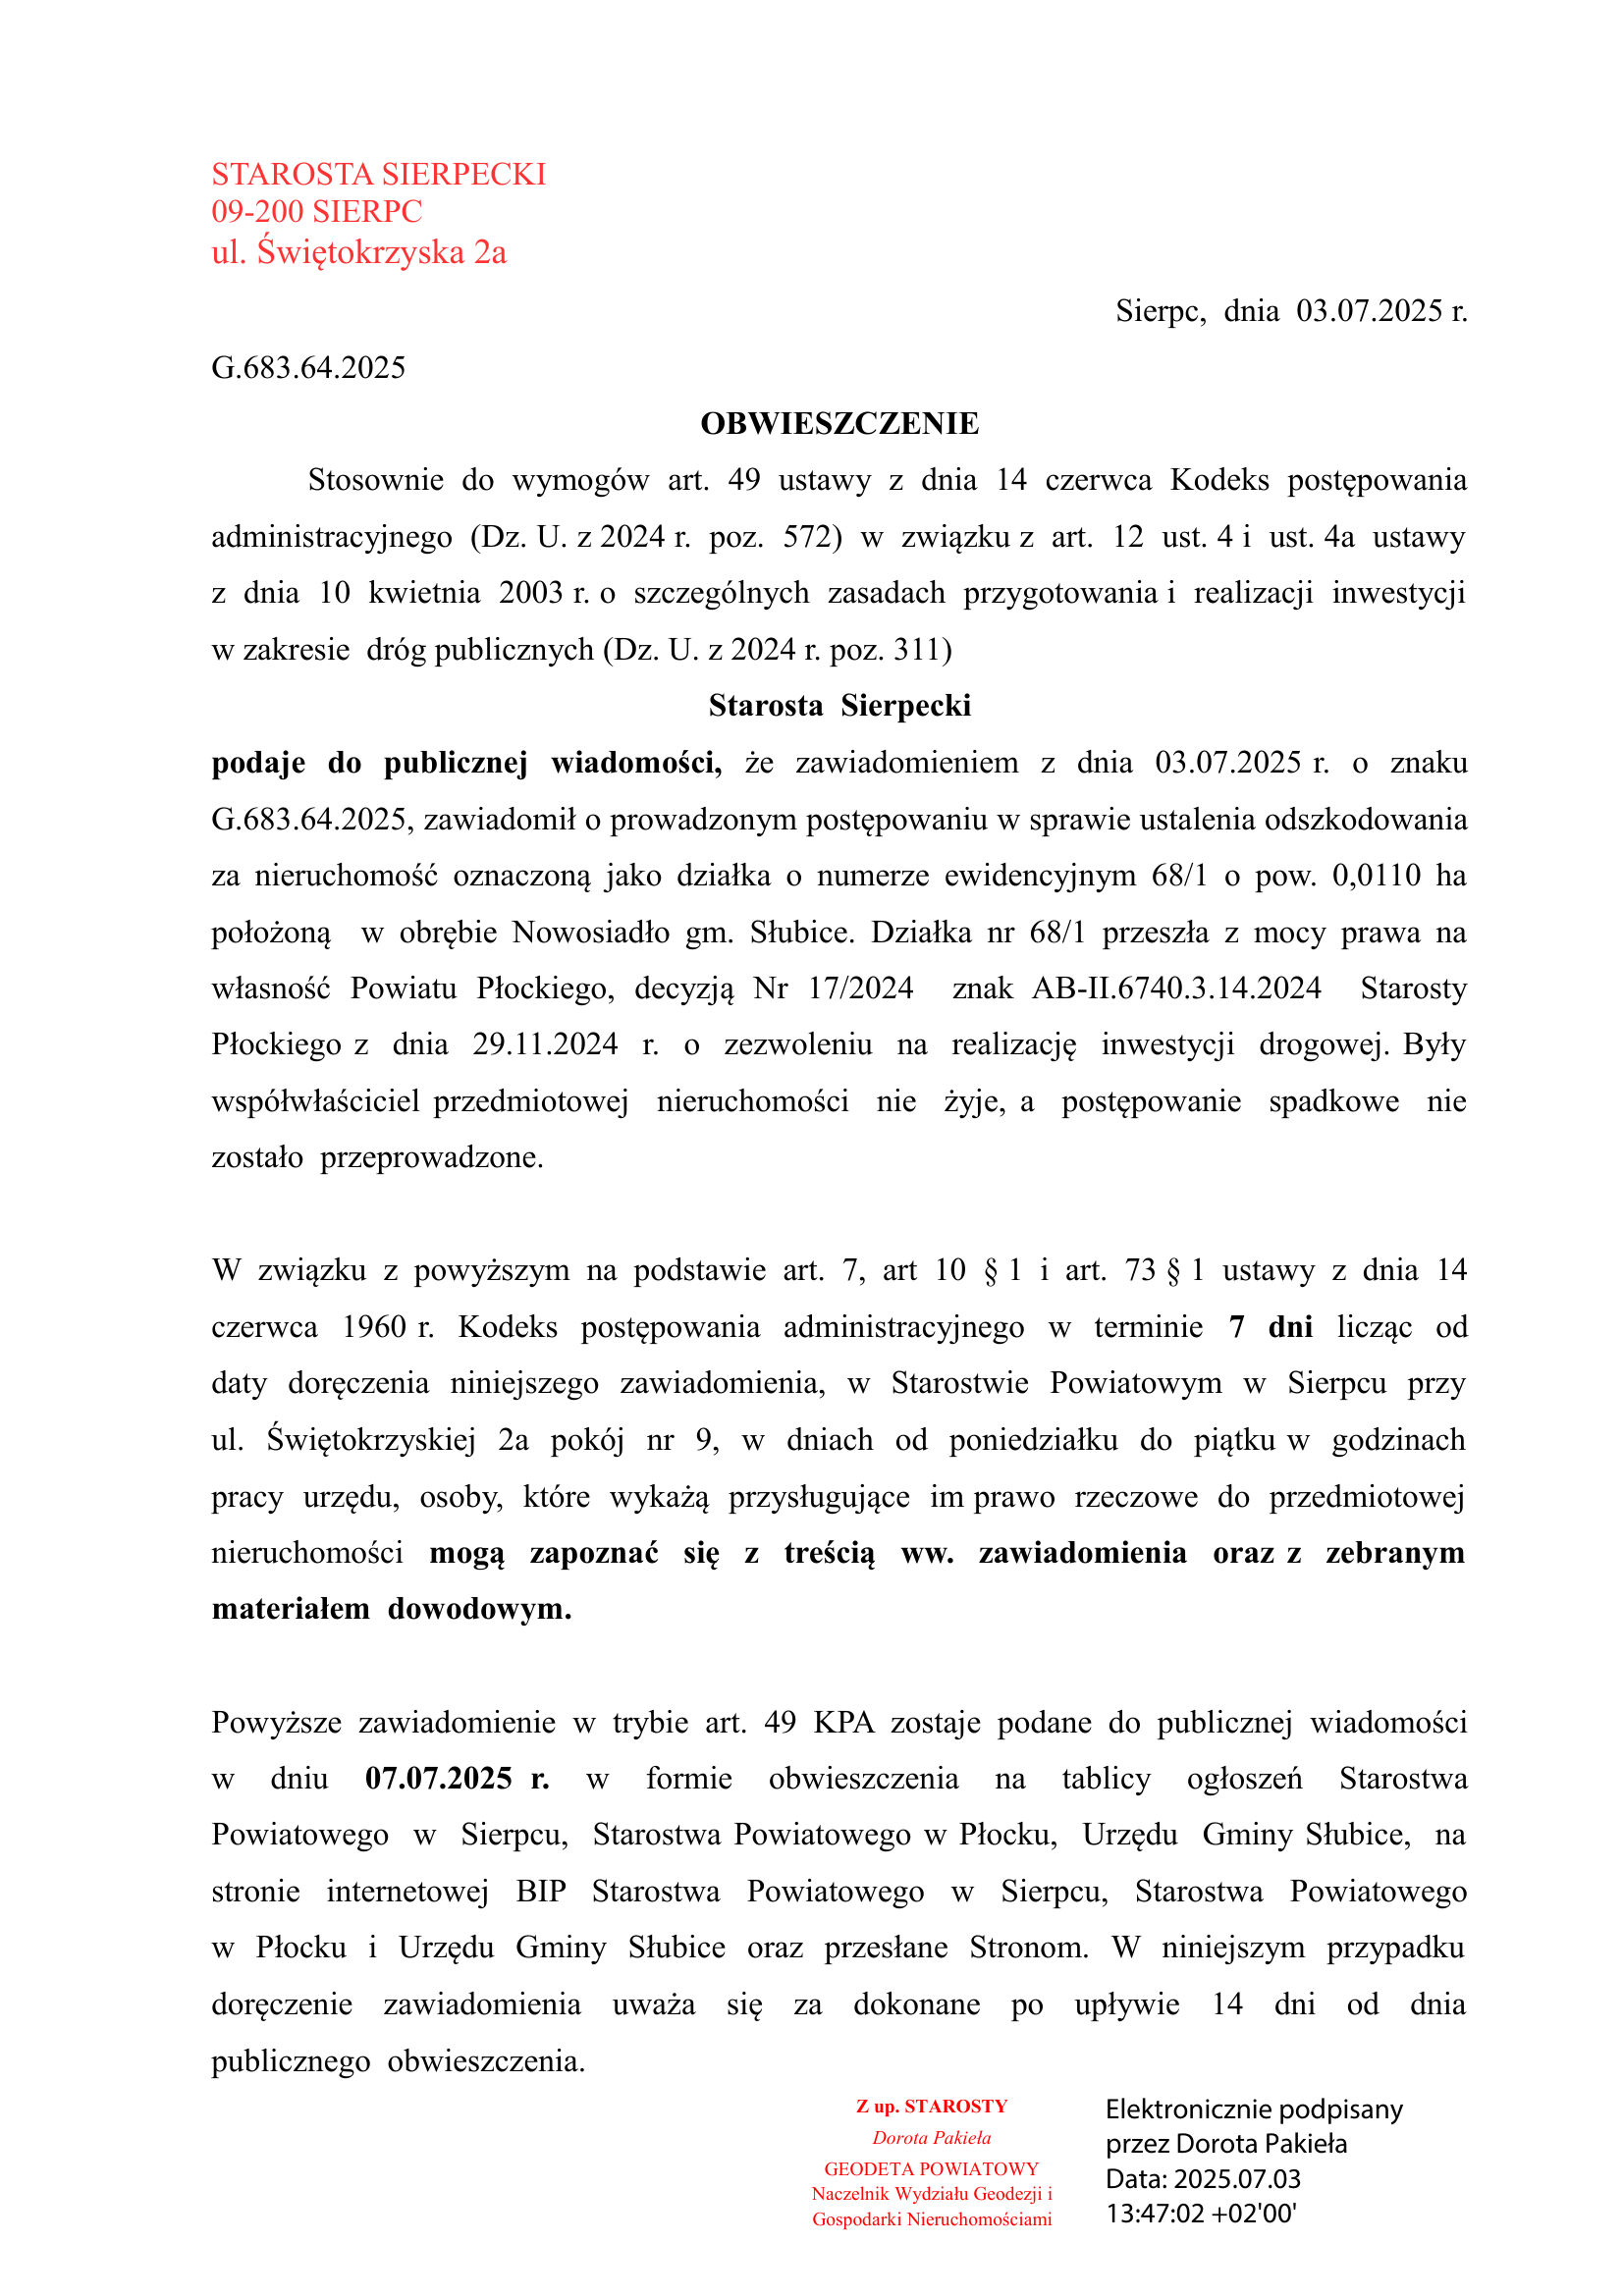 STAROSTA SIERPECKI
09-200 SIERPC
ul. Świętokrzyska 2a
Sierpc, dnia 03.07.2025 r.
G.683.64.2025
OBWIESZCZENIE
Stosownie do wymogów art. 49 ustawy z dnia 14 czerwca Kodeks postępowania
administracyjnego (Dz. U. z 2024 r. poz. 572) w związku z art. 12 ust. 4 i ust. 4a ustawy
z dnia 10 kwietnia 2003 r. o szczególnych zasadach przygotowania i realizacji inwestycji
w zakresie dróg publicznych (Dz. U. z 2024 r. poz. 311)
Starosta Sierpecki
podaje do publicznej wiadomości, że zawiadomieniem z dnia 03.07.2025 r. o znaku
G.683.64.2025, zawiadomił o prowadzonym postępowaniu w sprawie ustalenia odszkodowania
za nieruchomość oznaczoną jako działka o numerze ewidencyjnym 68/1 o pow. 0,0110 ha
położoną w obrębie Nowosiadło gm. Słubice. Działka nr 68/1 przeszła z mocy prawa na
własność Powiatu Płockiego, decyzją Nr 17/2024 znak AB-II.6740.3.14.2024 Starosty
Płockiego z dnia 29.11.2024 r. o zezwoleniu na realizację inwestycji drogowej. Były
współwłaściciel przedmiotowej nieruchomości nie żyje, a postępowanie spadkowe nie
zostało przeprowadzone.
W związku z powyższym na podstawie art. 7, art 10 § 1 i art. 73 § 1 ustawy z dnia 14
czerwca 1960 r. Kodeks postępowania administracyjnego w terminie 7 dni licząc od
daty doręczenia niniejszego zawiadomienia, w Starostwie Powiatowym w Sierpcu przy
ul. Świętokrzyskiej 2a pokój nr 9, w dniach od poniedziałku do piątku w godzinach
pracy urzędu, osoby, które wykażą przysługujące im prawo rzeczowe do przedmiotowej
nieruchomości mogą zapoznać się z treścią ww. zawiadomienia oraz z zebranym
materiałem dowodowym.
Powyższe zawiadomienie w trybie art. 49 KPA zostaje podane do publicznej wiadomości
w dniu 07.07.2025 r. w formie obwieszczenia na tablicy ogłoszeń Starostwa
Powiatowego w Sierpcu, Starostwa Powiatowego w Płocku, Urzędu Gminy Słubice, na
stronie internetowej BIP Starostwa Powiatowego w Sierpcu, Starostwa Powiatowego
w Płocku i Urzędu Gminy Słubice oraz przesłane Stronom. W niniejszym przypadku
doręczenie zawiadomienia uważa się za dokonane po upływie 14 dni od dnia
publicznego obwieszczenia.
Z up. STAROSTY
Dorota Pakieła
GEODETA POWIATOWY
Naczelnik Wydziału Geodezji i
Gospodarki Nieruchomościami
Elektronicznie podpisany
przez Dorota Pakieła
Data: 2025.07.03
13:47:02 +02'00'